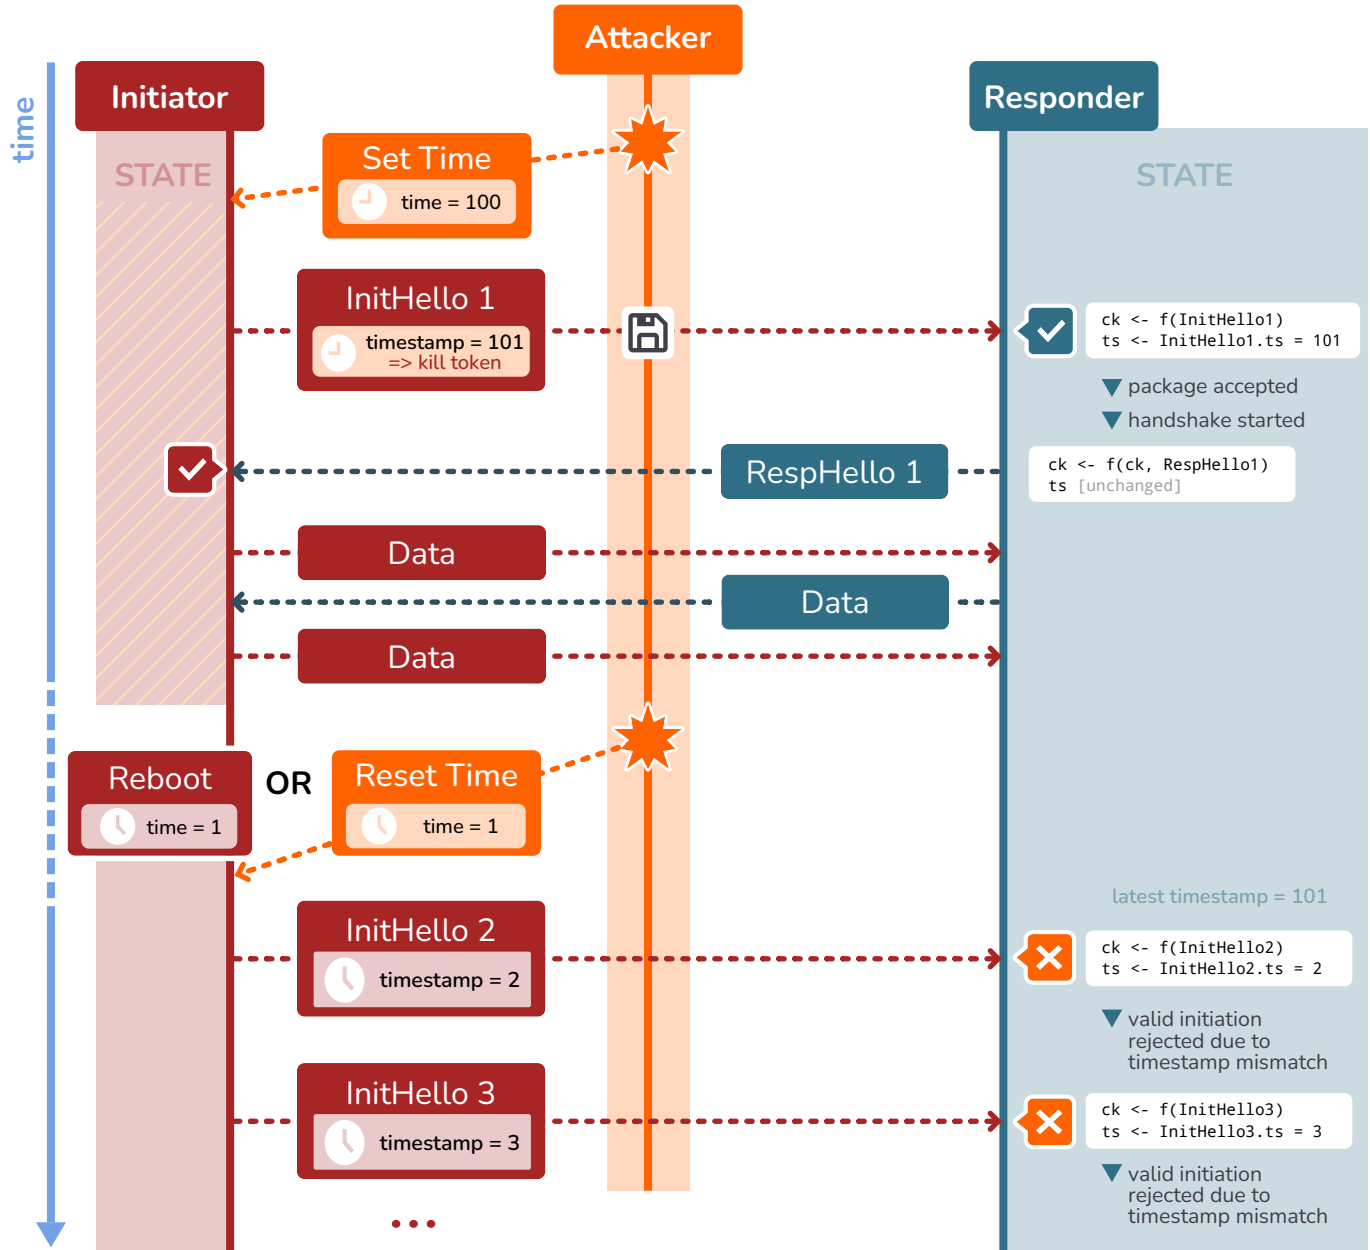 Attacker
Initiator
Responder
time
STATE
STATE
Set Time
time = 100
InitHello 1
timestamp = 101
=> kill token
ck <- f(InitHello1)
ts <- InitHello1.ts = 101
package accepted
handshake started
RespHello 1
ck <- f(ck, RespHello1)
ts [unchanged]
Data
Data
Data
Reboot
time = 1
OR
Reset Time
time = 1
latest timestamp = 101
InitHello 2
timestamp = 2
ck <- f(InitHello2)
ts <- InitHello2.ts = 2
valid initiation
rejected due to
timestamp mismatch
InitHello 3
timestamp = 3
ck <- f(InitHello3)
ts <- InitHello3.ts = 3
valid initiation
rejected due to
timestamp mismatch
...